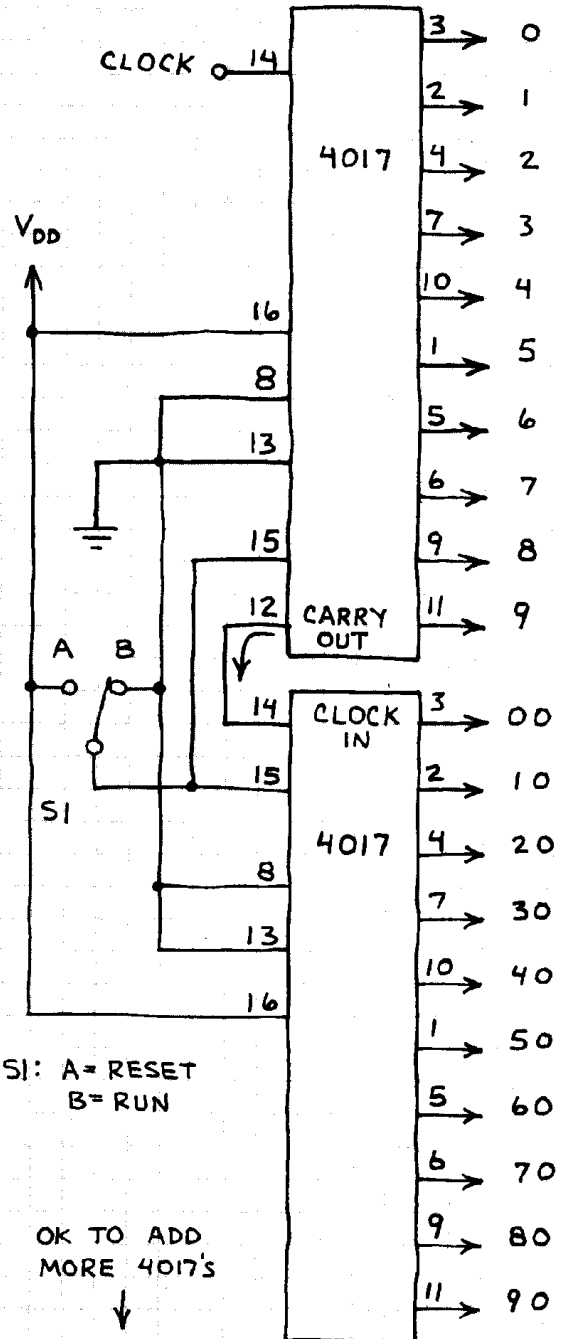 CLOCK 14 3 0
2 1
4017 4 2
7 3
VDD
10 4
16
1 5
8
5 6
13
6 7
15 9 8
12 CARRY OUT 11 9
A B
14 CLOCK IN 3 00
15 2 10
S1
4017 4 20
8
7 30
13
10 40
16
1 50
S1: A = RESET
B = RUN
5 60
6 70
OK TO ADD
9 80
MORE 4017's
11 90